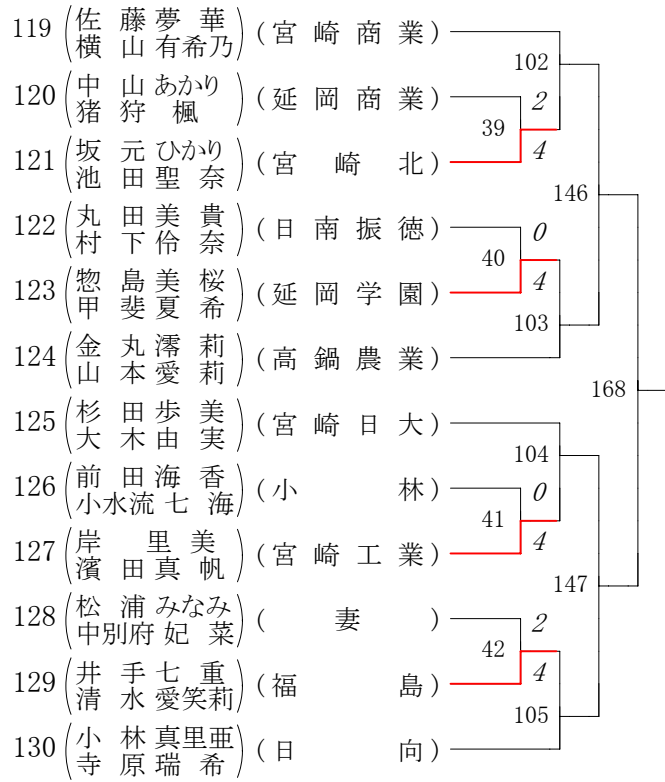 119 (佐藤夢華 横山有希乃) (宮崎商業)
102
120 (中山あかり 猪狩楓) (延岡商業)
2
39
4
121 (坂元ひかり 池田聖奈) (宮崎北)
146
122 (丸田美貴 村下伶奈) (日南振徳)
0
40
4
123 (惣島美桜 甲斐夏希) (延岡学園)
103
124 (金丸澪莉 山本愛莉) (高鍋農業)
168
125 (杉田歩美 大木由実) (宮崎日大)
104
126 (前田海香 小水流七海) (小林)
0
41
4
127 (岸里美 濱田真帆) (宮崎工業)
147
128 (松浦みなみ 中別府妃菜) (妻)
2
42
4
129 (井手七重 清水愛笑莉) (福島)
105
130 (小林真里亜 寺原瑞希) (日向)